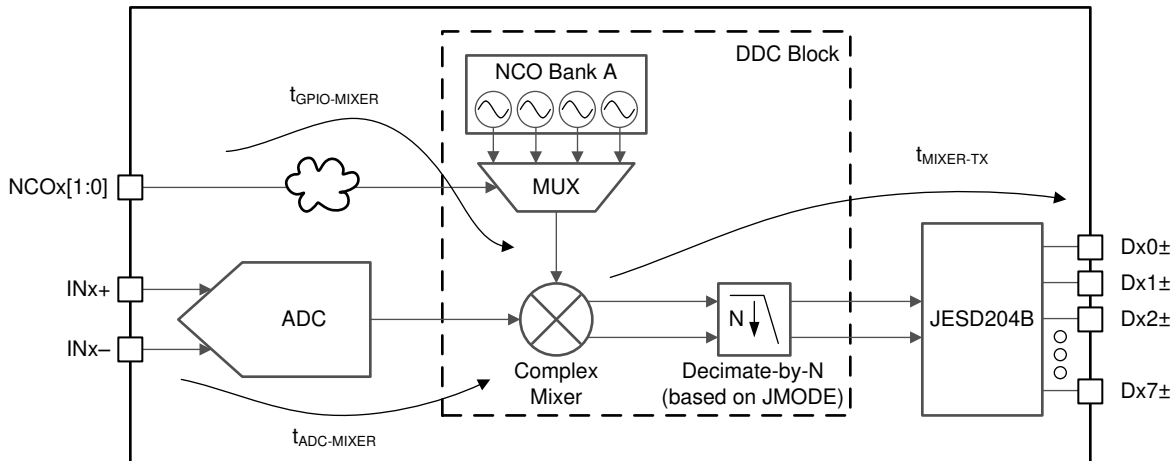 DDC Block
NCO Bank A
tGPIO-MIXER
tMIXER-TX
MUX
NCOx[1:0]
Dx0±
INx+
Dx1±
ADC
N
JESD204B
Dx2±
INx–
Complex
Mixer
Decimate-by-N
(based on JMODE)
Dx7±
tADC-MIXER